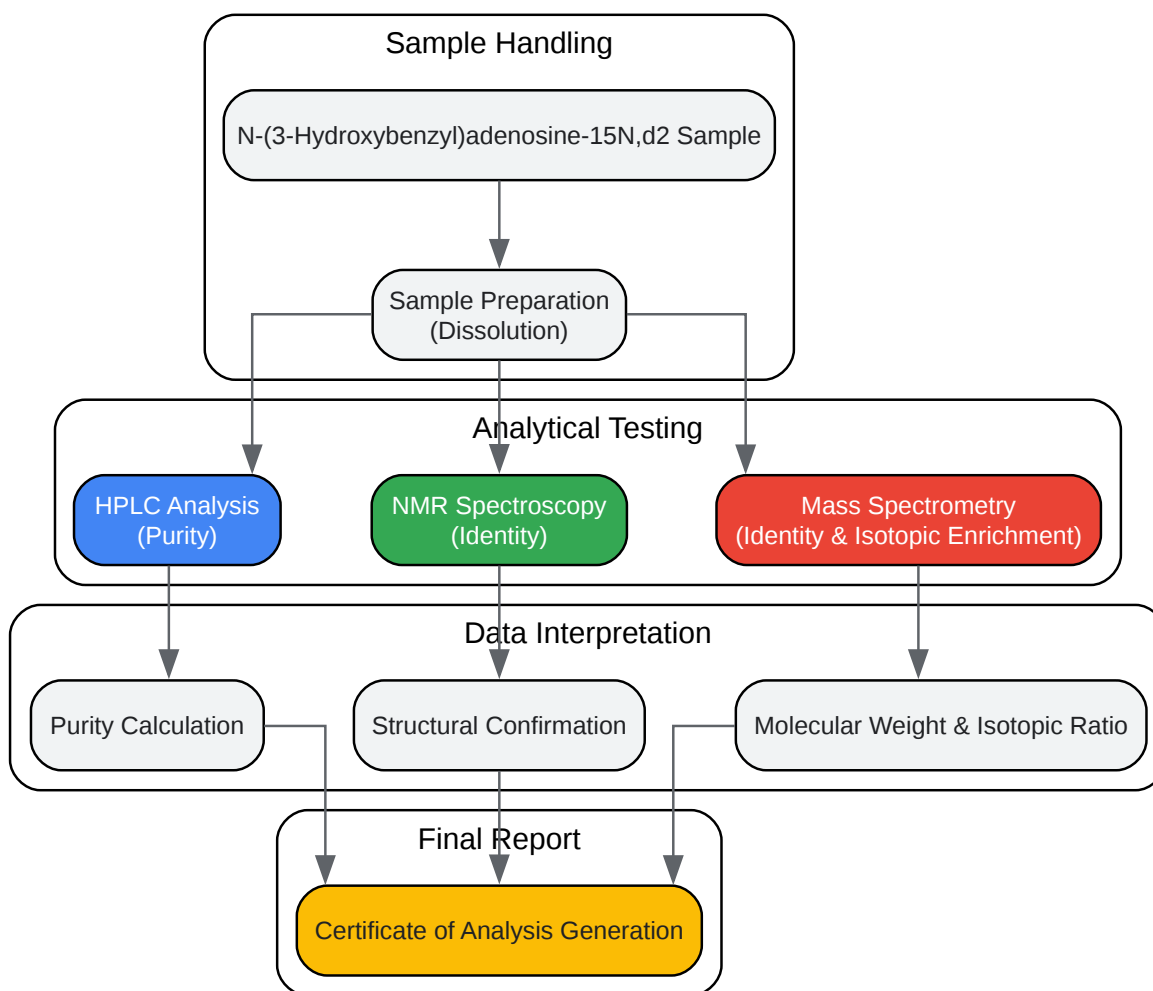 Sample Handling
N-(3-Hydroxybenzyl)adenosine-15N,d2 Sample
Sample Preparation
(Dissolution)
Analytical Testing
HPLC Analysis
(Purity)
NMR Spectroscopy
(Identity)
Mass Spectrometry
(Identity & Isotopic Enrichment)
Data Interpretation
Purity Calculation
Structural Confirmation
Molecular Weight & Isotopic Ratio
Final Report
Certificate of Analysis Generation